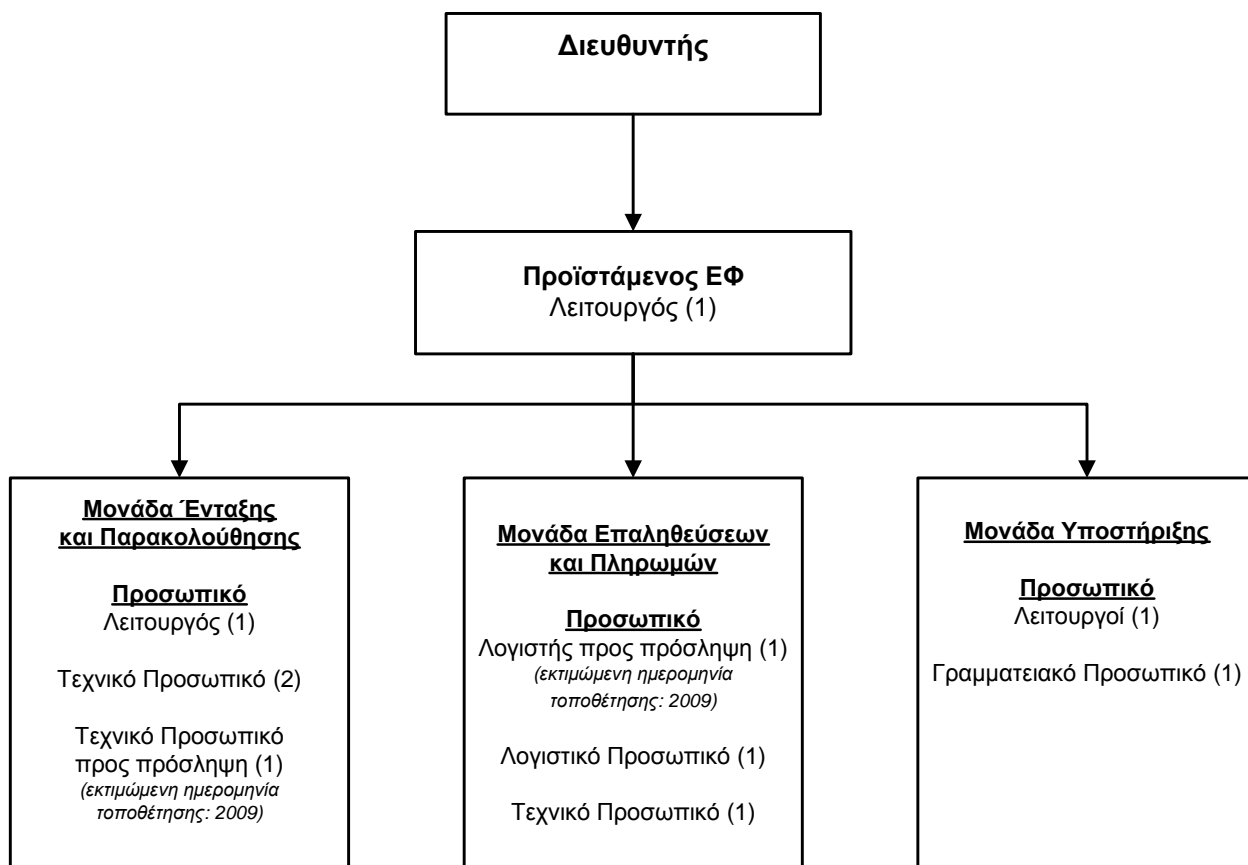 Διευθυντής
Προϊστάμενος ΕΦ
Λειτουργός (1)
Μονάδα Ένταξης
και Παρακολούθησης
Προσωπικό
Λειτουργός (1)
Τεχνικό Προσωπικό (2)
Τεχνικό Προσωπικό
προς πρόσληψη (1)
(εκτιμώμενη ημερομηνία
τοποθέτησης: 2009)
Μονάδα Επαληθεύσεων
και Πληρωμών
Προσωπικό
Λογιστής προς πρόσληψη (1)
(εκτιμώμενη ημερομηνία
τοποθέτησης: 2009)
Λογιστικό Προσωπικό (1)
Τεχνικό Προσωπικό (1)
Μονάδα Υποστήριξης
Προσωπικό
Λειτουργοί (1)
Γραμματειακό Προσωπικό (1)